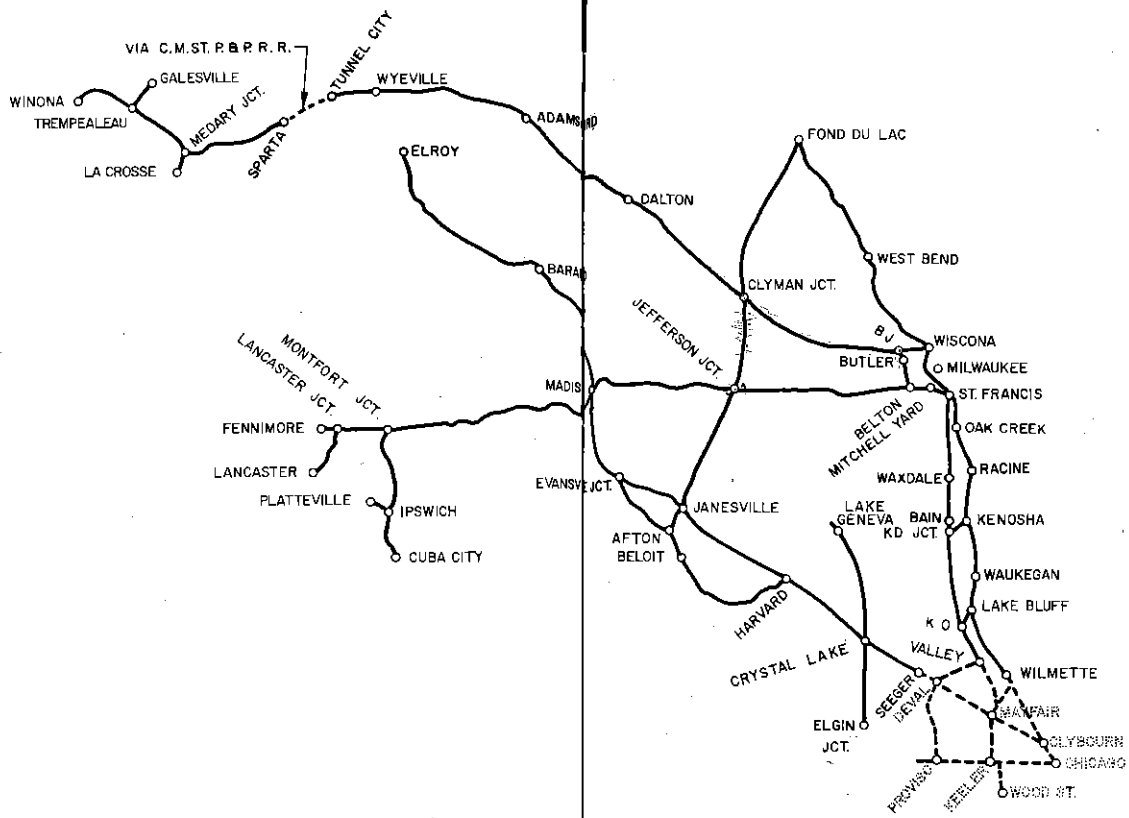 VIA C.M.ST. P. & P. R. R.
TUNNEL CITY
GALESVILLE
WYEVILLE
WINONA
TREMPEALEAU
MEDARY JCT.
SPARTA
LA CROSSE
ELROY
FOND DU LAC
DALTON
WEST BEND
CLYMAN JCT.
JEFFERSON JCT.
BJ
WISCONA
BUTLER
MILWAUKEE
MADIS
ST. FRANCIS
BELTON
MITCHELL YARD
OAK CREEK
MONTFORT JCT.
LANCASTER JCT.
FENNIMORE
LANCASTER
RACINE
WAXDALE
PLATTEVILLE
IPSWICH
CUBA CITY
JCT.
JANESVILLE
AFTON
BELOIT
LAKE
GENEVA
BAIN
KD JCT.
KENOSHA
WAUKEGAN
HARVARD
LAKE BLUFF
K O
CRYSTAL LAKE
VALLEY
WILMETTE
SEEGER
DEVAL
MAYFAIR
ELGIN
JCT.
CLYBOURN
CHICAGO
PROVISO
KEELER
WOOD ST.